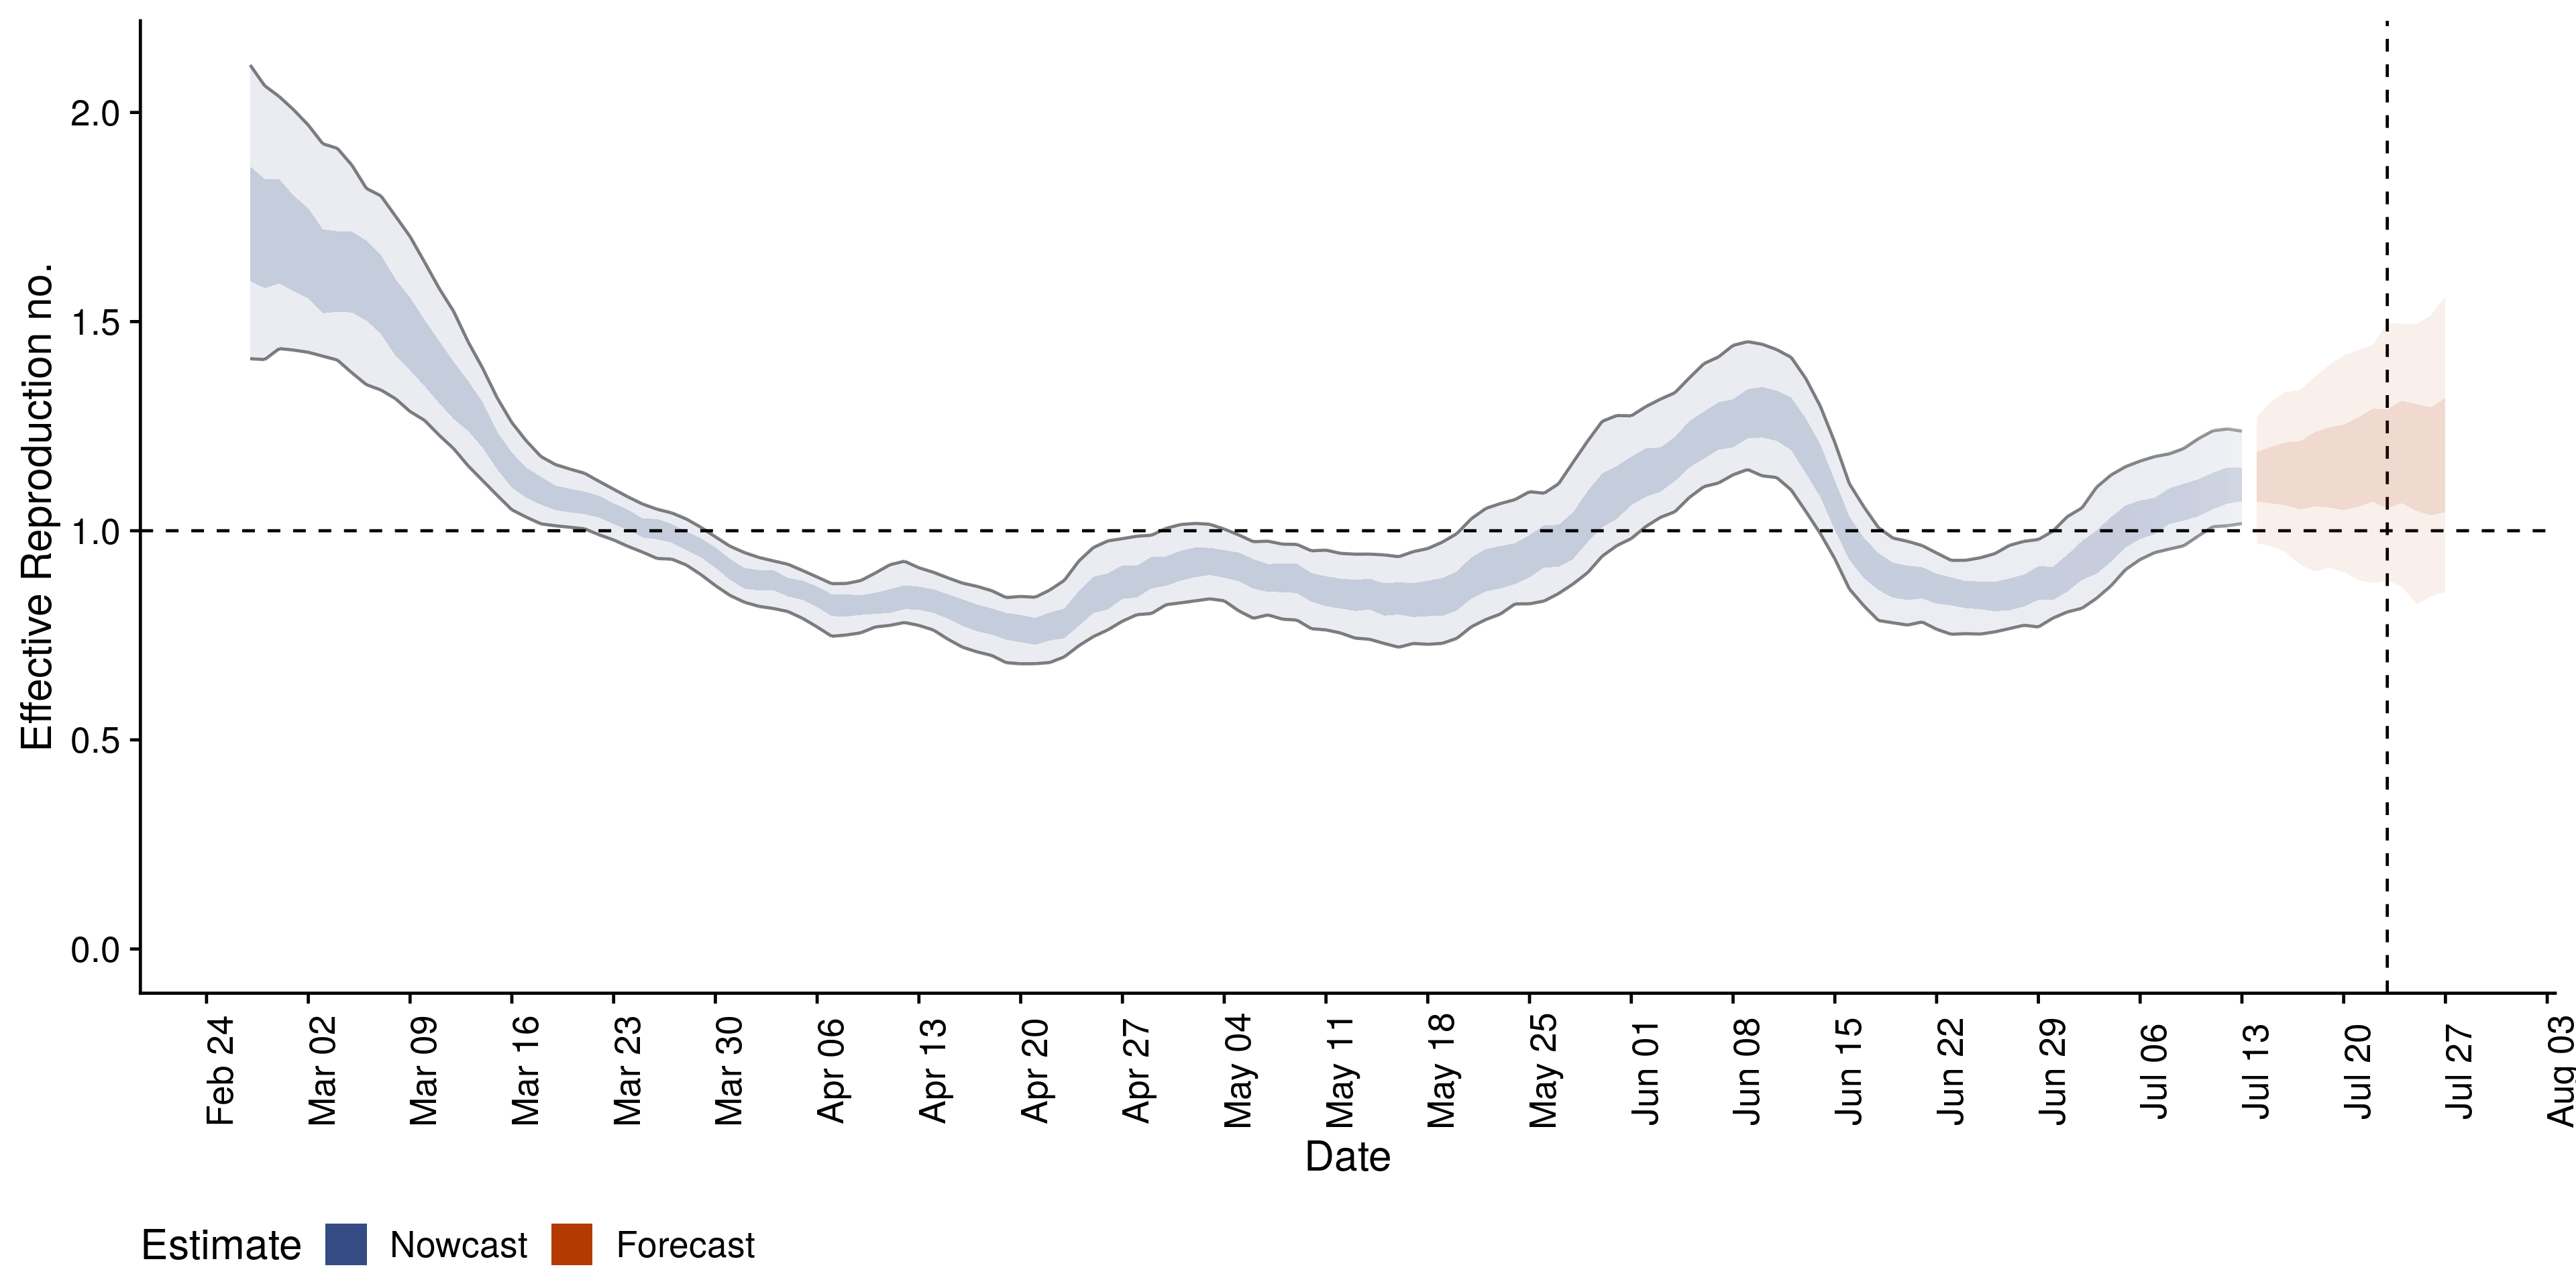 Effective Reproduction no.
2.0
1.5
1.0
0.5
0.0
Feb 24
Mar 02
Mar 09
Mar 16
Mar 23
Mar 30
Apr 06
Apr 13
Apr 20
Apr 27
May 04
May 11
May 18
May 25
Jun 01
Jun 08
Jun 15
Jun 22
Jun 29
Jul 06
Jul 13
Jul 20
Jul 27
Aug 03
Date
Estimate Nowcast Forecast